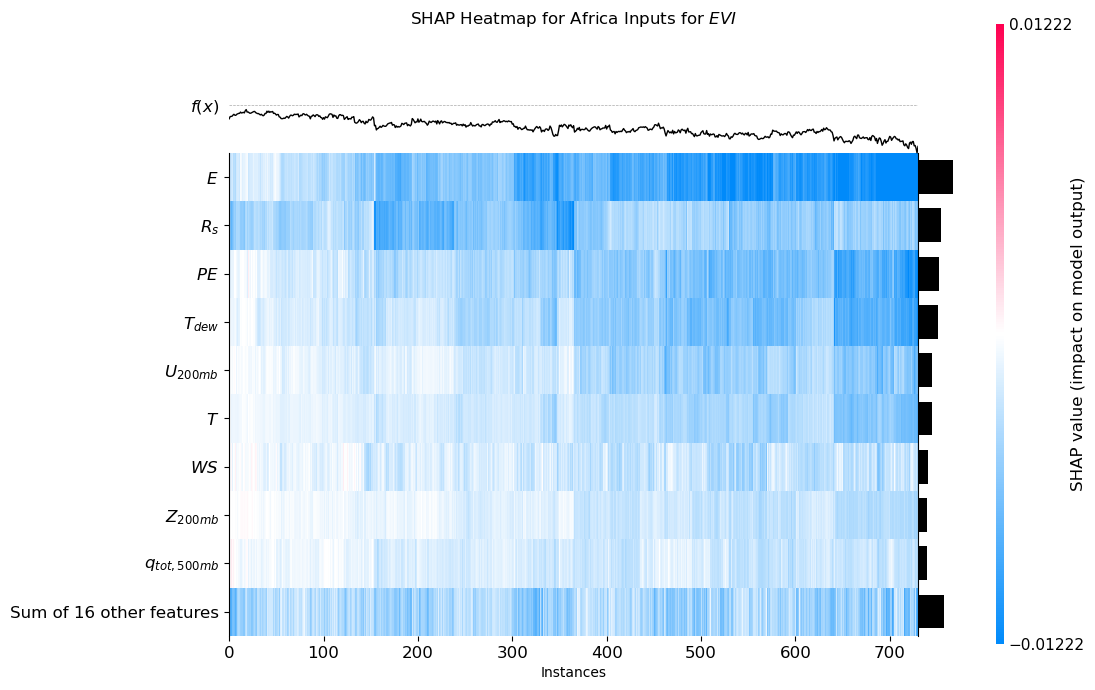 SHAP Heatmap for Africa Inputs for EVI
0.01222
f(x)
E
R_s
PE
T_dew
U_200mb
T
WS
Z_200mb
q_tot,500mb
Sum of 16 other features
0 100 200 300 400 500 600 700
Instances
−0.01222
SHAP value (impact on model output)